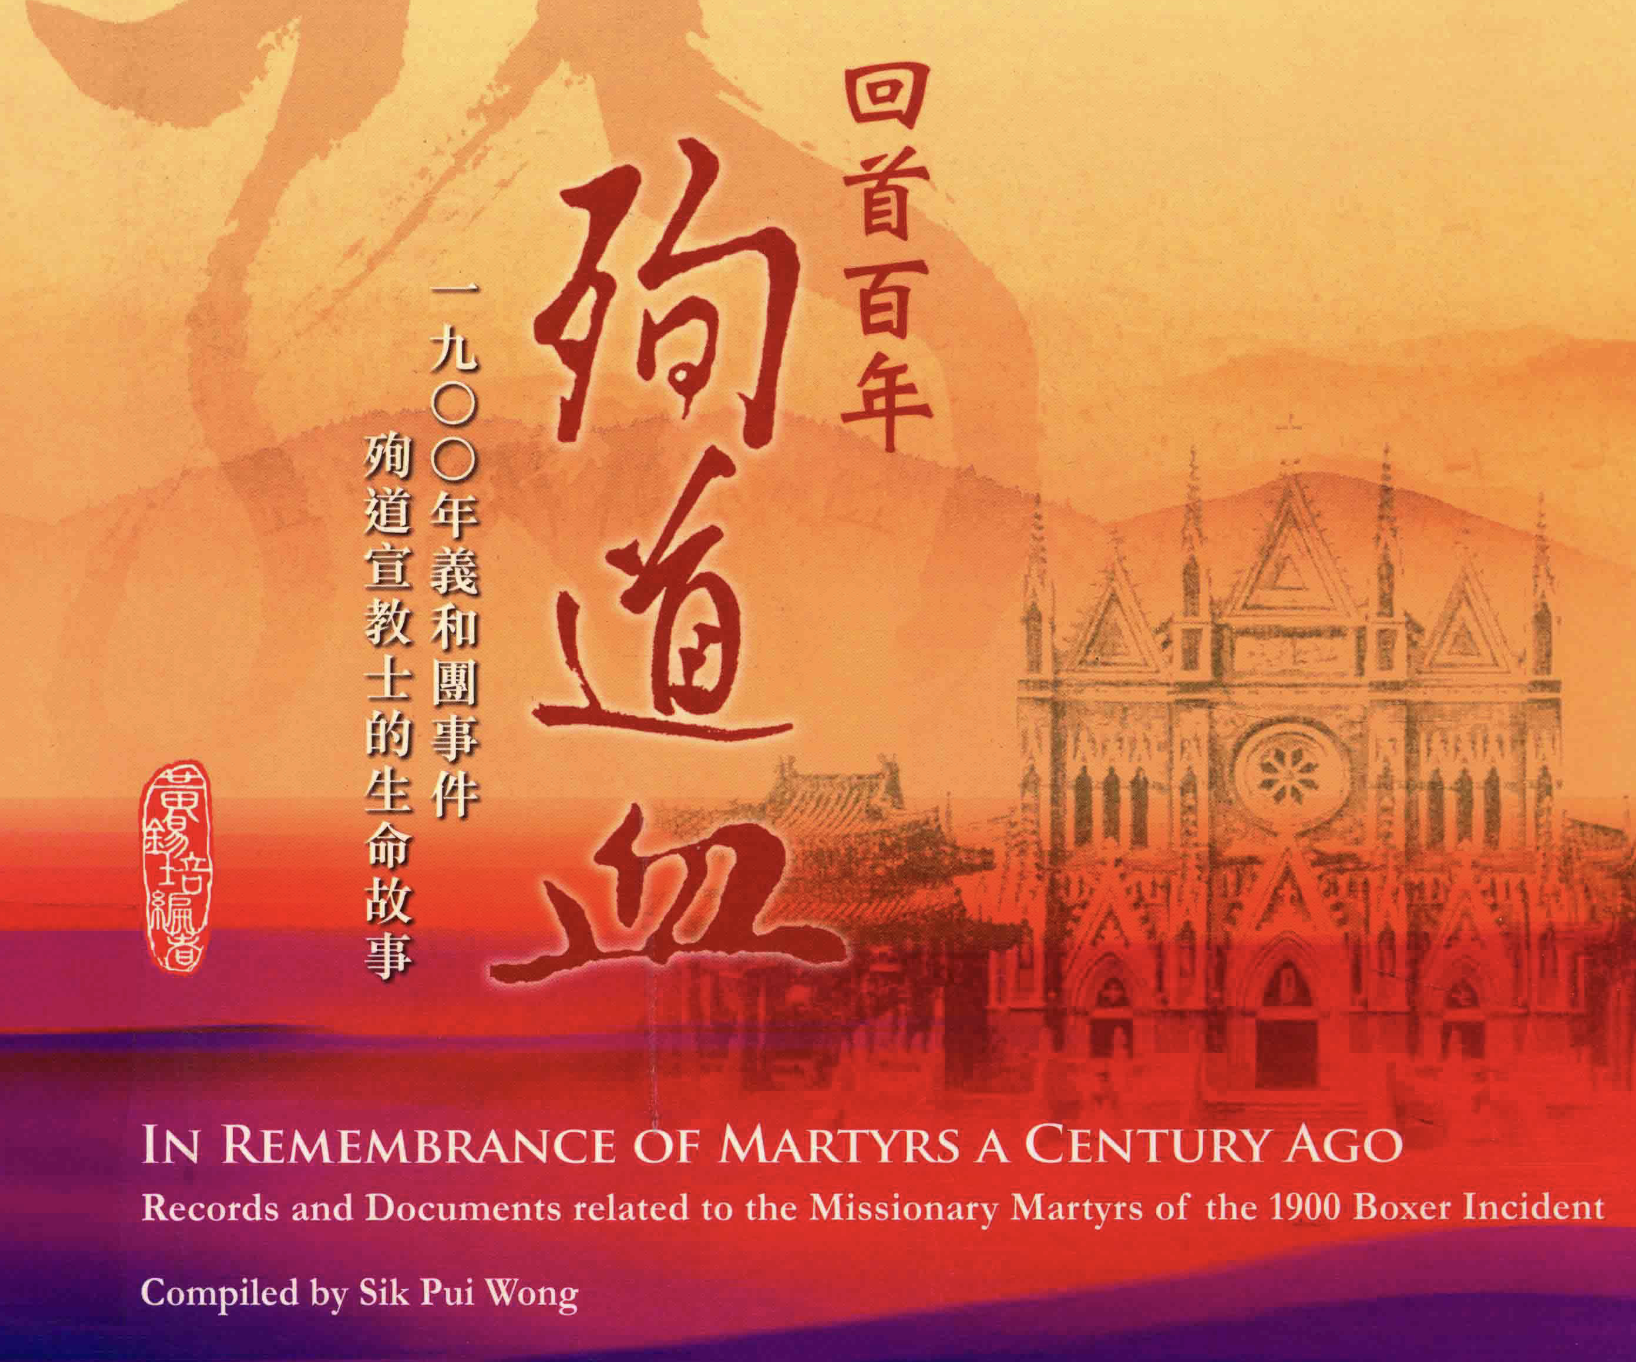 回首百年
殉道血
一九〇〇年義和團事件
殉道宣教士的生命故事
黃錫培編著
IN REMEMBRANCE OF MARTYRS A CENTURY AGO
Records and Documents related to the Missionary Martyrs of the 1900 Boxer Incident
Compiled by Sik Pui Wong